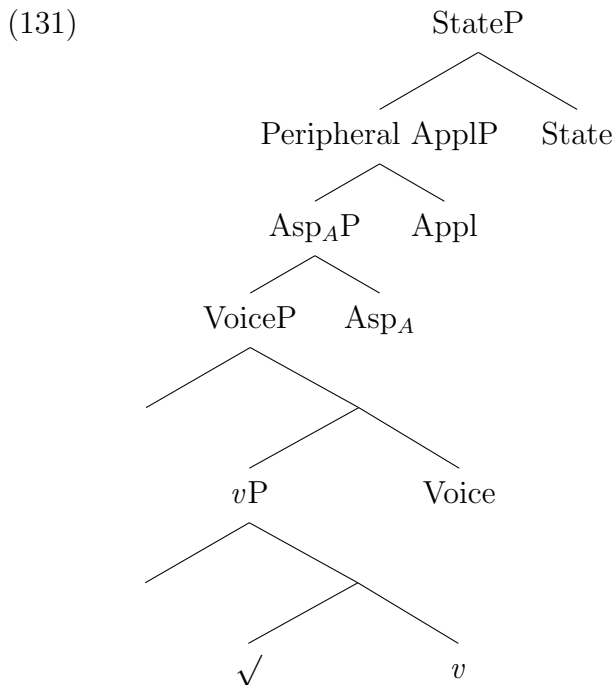 (131) StateP
Peripheral ApplP State
Asp_AP Appl
VoiceP Asp_A
vP Voice
√ v